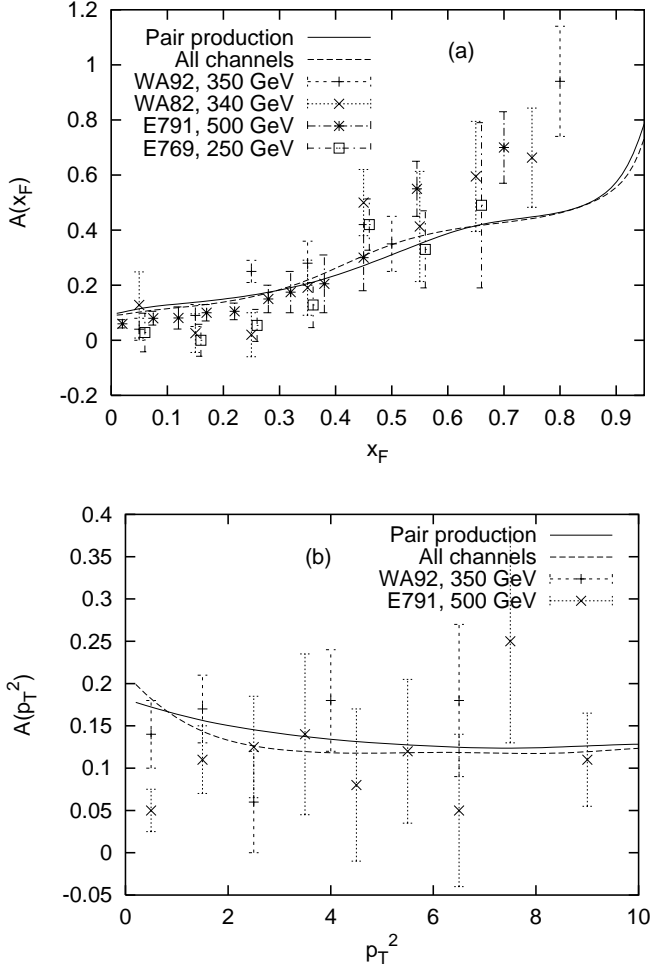 1.2
1
0.8
0.6
0.4
0.2
0
-0.2
A(x_F)
Pair production
All channels
WA92, 350 GeV
WA82, 340 GeV
E791, 500 GeV
E769, 250 GeV
(a)
0 0.1 0.2 0.3 0.4 0.5 0.6 0.7 0.8 0.9
x_F
0.4
0.35
0.3
0.25
0.2
0.15
0.1
0.05
0
-0.05
A(p_T^2)
Pair production
All channels
WA92, 350 GeV
E791, 500 GeV
(b)
0 2 4 6 8 10
p_T^2